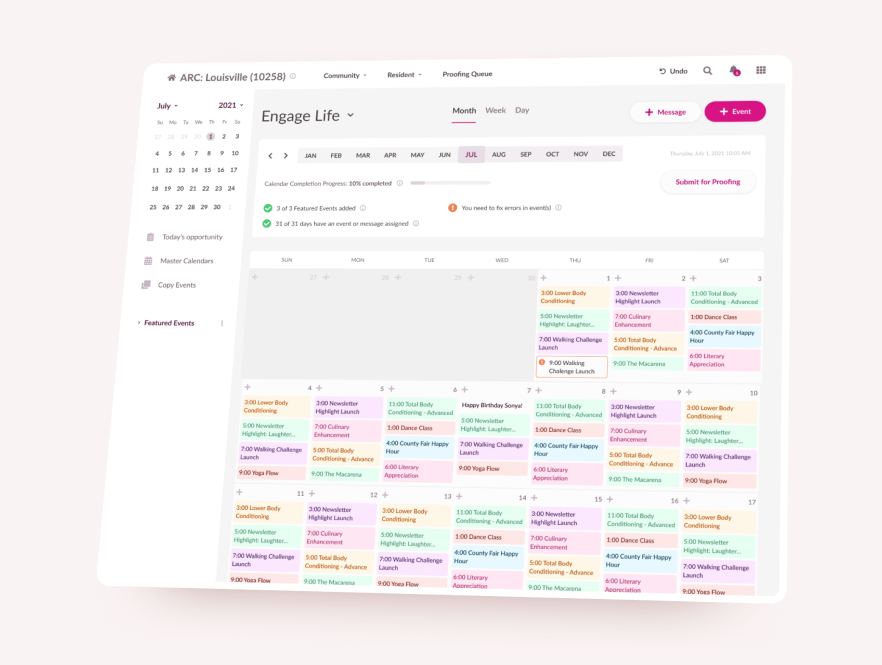 ARC: Louisville (10258)
Community
Resident
Proofing Queue
Undo
July
2021
Su Mo Tu We Th Fr Sa
27 28 29 30 1 2 3
4 5 6 7 8 9 10
11 12 13 14 15 16 17
18 19 20 21 22 23 24
25 26 27 28 29 30 1
Today's opportunity
Master Calendars
Copy Events
Featured Events
Engage Life
Month Week Day
+ Message
+ Event
JAN FEB MAR APR MAY JUN JUL AUG SEP OCT NOV DEC
Thursday, July 1, 2021 10:02 AM
Calendar Completion Progress: 10% completed
Submit for Proofing
3 of 3 Featured Events added
You need to fix errors in event(s)
31 of 31 days have an event or message assigned
SUN MON TUE WED THU FRI SAT
+ 27 + 28 + 29 + 30 + 1 + 2 + 3
3:00 Lower Body
Conditioning
5:00 Newsletter
Highlight: Laughter...
7:00 Walking Challenge
Launch
9:00 Walking
Chalenge Launch
3:00 Newsletter
Highlight Launch
7:00 Culinary
Enhancement
5:00 Total Body
Conditioning - Advance
9:00 The Macarena
11:00 Total Body
Conditioning - Advanced
1:00 Dance Class
4:00 County Fair Happy
Hour
6:00 Literary
Appreciation
+ 4 + 5 + 6 + 7 + 8 + 9 + 10
3:00 Lower Body
Conditioning
5:00 Newsletter
Highlight: Laughter...
7:00 Walking Challenge
Launch
9:00 Yoga Flow
3:00 Newsletter
Highlight Launch
7:00 Culinary
Enhancement
5:00 Total Body
Conditioning - Advance
9:00 The Macarena
11:00 Total Body
Conditioning - Advanced
1:00 Dance Class
4:00 County Fair Happy
Hour
6:00 Literary
Appreciation
Happy Birthday Sonya!
5:00 Newsletter
Highlight: Laughter...
7:00 Walking Challenge
Launch
9:00 Yoga Flow
11:00 Total Body
Conditioning - Advanced
1:00 Dance Class
4:00 County Fair Happy
Hour
6:00 Literary
Appreciation
3:00 Newsletter
Highlight Launch
7:00 Culinary
Enhancement
5:00 Total Body
Conditioning - Advance
9:00 The Macarena
3:00 Lower Body
Conditioning
5:00 Newsletter
Highlight: Laughter...
7:00 Walking Challenge
Launch
9:00 Yoga Flow
+ 11 + 12 + 13 + 14 + 15 + 16 + 17
3:00 Lower Body
Conditioning
5:00 Newsletter
Highlight: Laughter...
7:00 Walking Challenge
Launch
9:00 Yoga Flow
3:00 Newsletter
Highlight Launch
7:00 Culinary
Enhancement
5:00 Total Body
Conditioning - Advance
9:00 The Macarena
3:00 Lower Body
Conditioning
5:00 Newsletter
Highlight: Laughter...
7:00 Walking Challenge
Launch
9:00 Yoga Flow
11:00 Total Body
Conditioning - Advanced
1:00 Dance Class
4:00 County Fair Happy
Hour
6:00 Literary
Appreciation
3:00 Newsletter
Highlight Launch
7:00 Culinary
Enhancement
5:00 Total Body
Conditioning - Advance
9:00 The Macarena
11:00 Total Body
Conditioning - Advanced
1:00 Dance Class
4:00 County Fair Happy
Hour
6:00 Literary
Appreciation
3:00 Lower Body
Conditioning
5:00 Newsletter
Highlight: Laughter...
7:00 Walking Challenge
Launch
9:00 Yoga Flow